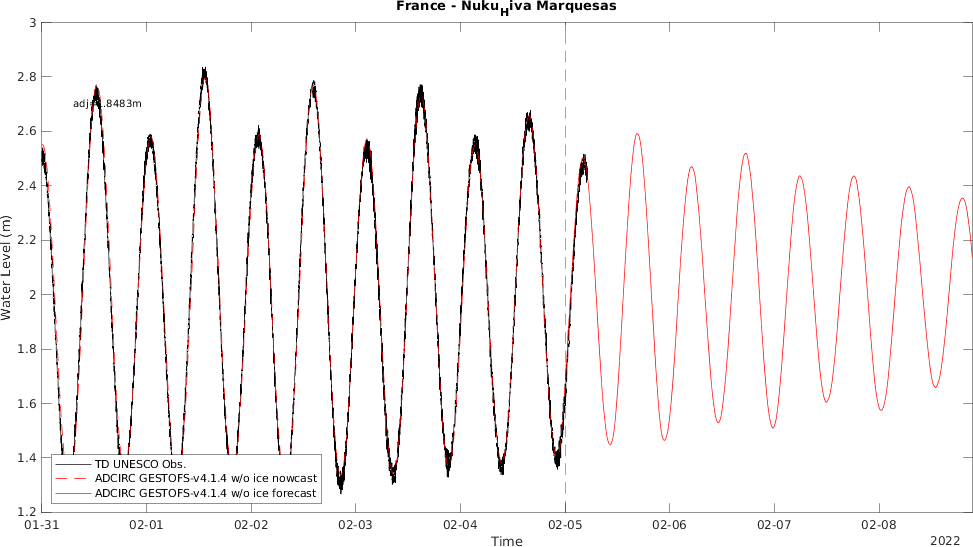 France - Nuku Hiva Marquesas
3
2.8
2.6
2.4
2.2
2
1.8
1.6
1.4
1.2
Water Level (m)
TD UNESCO Obs.
ADCIRC GESTOFS-v4.1.4 w/o ice nowcast
ADCIRC GESTOFS-v4.1.4 w/o ice forecast
01-31 02-01 02-02 02-03 02-04 02-05 02-06 02-07 02-08
Time
2022